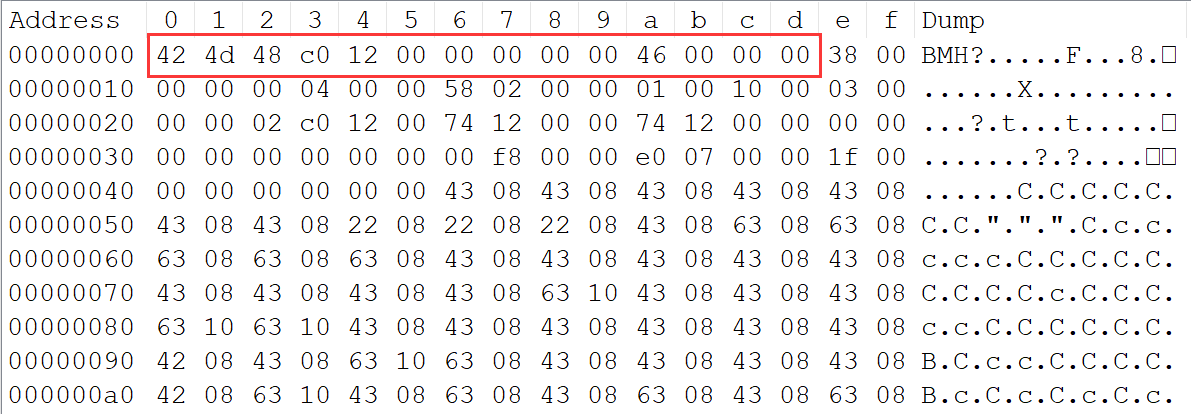 Address 0 1 2 3 4 5 6 7 8 9 a b c d e f Dump
00000000 42 4d 48 c0 12 00 00 00 00 00 46 00 00 00 38 00 BMH?.....F...8.□
00000010 00 00 00 04 00 00 58 02 00 00 01 00 10 00 03 00 ......X.........
00000020 00 00 02 c0 12 00 74 12 00 00 74 12 00 00 00 00 ...?.t...t.....□
00000030 00 00 00 00 00 00 00 f8 00 00 e0 07 00 00 1f 00 .......?.?....□□
00000040 00 00 00 00 00 00 43 08 43 08 43 08 43 08 43 08 ......C.C.C.C.C.
00000050 43 08 43 08 22 08 22 08 22 08 43 08 63 08 63 08 C.C.".".".C.c.c.
00000060 63 08 63 08 63 08 43 08 43 08 43 08 43 08 43 08 c.c.c.C.C.C.C.C.
00000070 43 08 43 08 43 08 43 08 63 10 43 08 43 08 43 08 C.C.C.C.c.C.C.C.
00000080 63 10 63 10 43 08 43 08 43 08 43 08 43 08 43 08 c.c.C.C.C.C.C.C.
00000090 42 08 43 08 63 10 63 08 43 08 43 08 43 08 43 08 B.C.c.c.C.C.C.C.
000000a0 42 08 63 10 43 08 63 08 43 08 63 08 43 08 63 08 B.c.C.c.C.c.C.c.